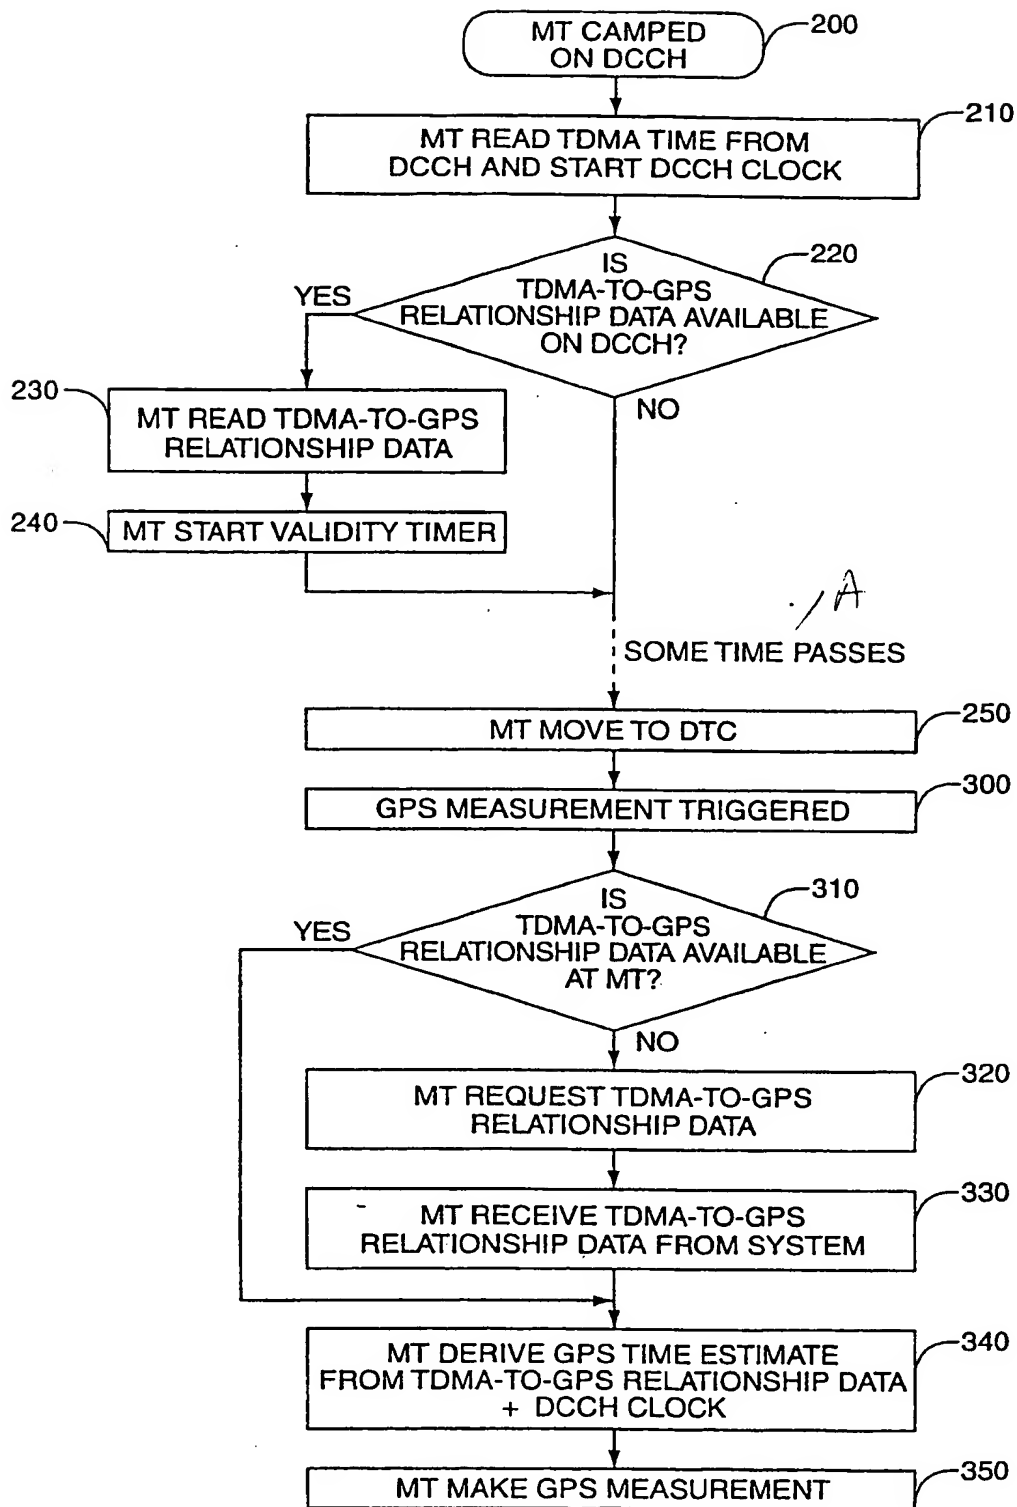 MT CAMPED
ON DCCH
200
MT READ TDMA TIME FROM
DCCH AND START DCCH CLOCK
210
IS
TDMA-TO-GPS
RELATIONSHIP DATA AVAILABLE
ON DCCH?
220
YES
NO
230
MT READ TDMA-TO-GPS
RELATIONSHIP DATA
240
MT START VALIDITY TIMER
A
SOME TIME PASSES
MT MOVE TO DTC
250
GPS MEASUREMENT TRIGGERED
300
IS
TDMA-TO-GPS
RELATIONSHIP DATA AVAILABLE
AT MT?
310
YES
NO
MT REQUEST TDMA-TO-GPS
RELATIONSHIP DATA
320
MT RECEIVE TDMA-TO-GPS
RELATIONSHIP DATA FROM SYSTEM
330
MT DERIVE GPS TIME ESTIMATE
FROM TDMA-TO-GPS RELATIONSHIP DATA
+ DCCH CLOCK
340
MT MAKE GPS MEASUREMENT
350